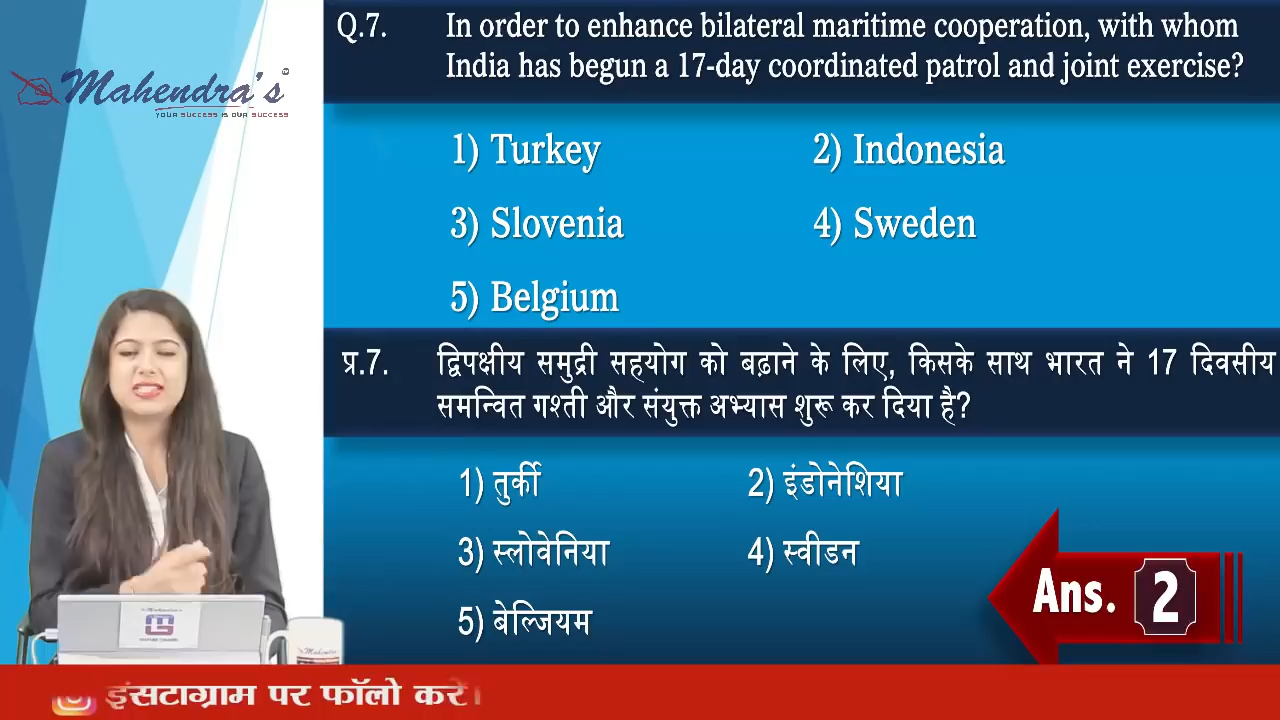 Mahendra's
YOUR SUCCESS IS OUR SUCCESS
Q.7. In order to enhance bilateral maritime cooperation, with whom
India has begun a 17-day coordinated patrol and joint exercise?
1) Turkey 2) Indonesia
3) Slovenia 4) Sweden
5) Belgium
प्र.7. द्विपक्षीय समुद्री सहयोग को बढ़ाने के लिए, किसके साथ भारत ने 17 दिवसीय
समन्वित गश्ती और संयुक्त अभ्यास शुरू कर दिया है?
1) तुर्की 2) इंडोनेशिया
3) स्लोवेनिया 4) स्वीडन
5) बेल्जियम
Ans. 2
इंसटाग्राम पर फॉलो करें।